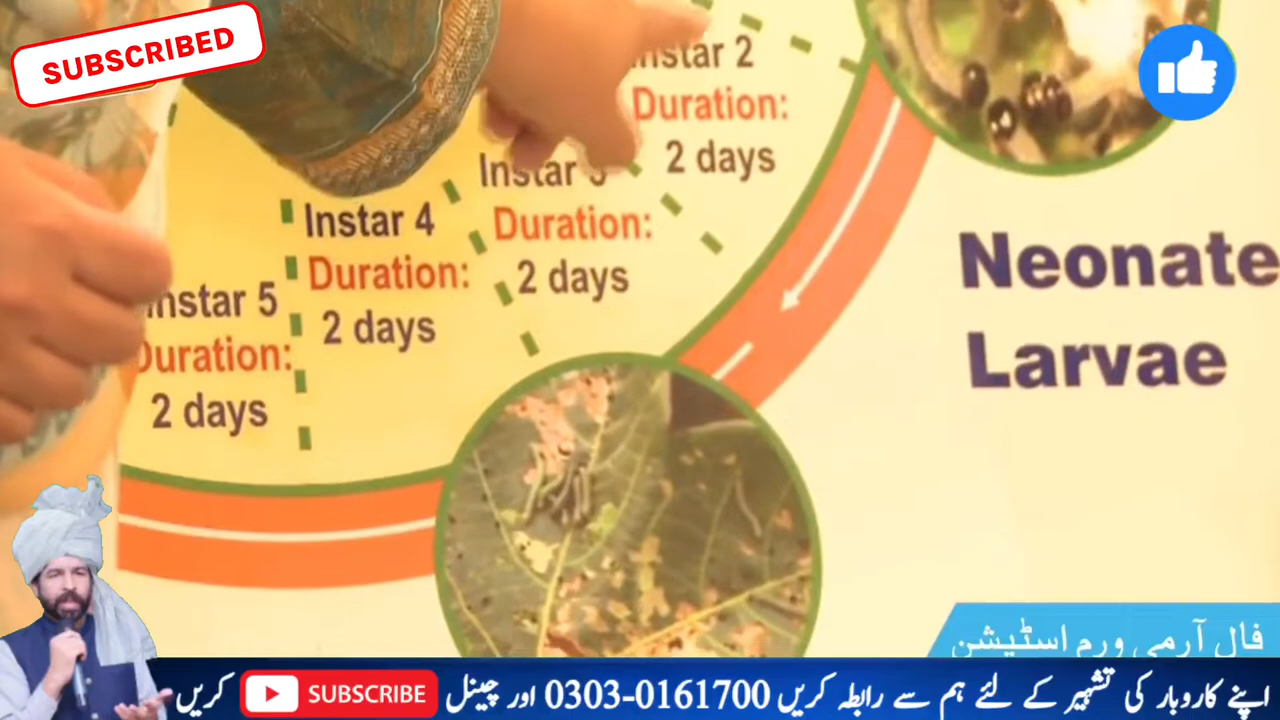 SUBSCRIBED
Instar 2
Duration:
2 days
Instar 3
Duration:
2 days
Instar 4
Duration:
2 days
Instar 5
Duration:
2 days
Neonate
Larvae
فال آرمی ورم اسٹیشن
اپنے کاروبار کی تشہیر کے لئے ہم سے رابطہ کریں 0303-0161700 اور چینل SUBSCRIBE کریں